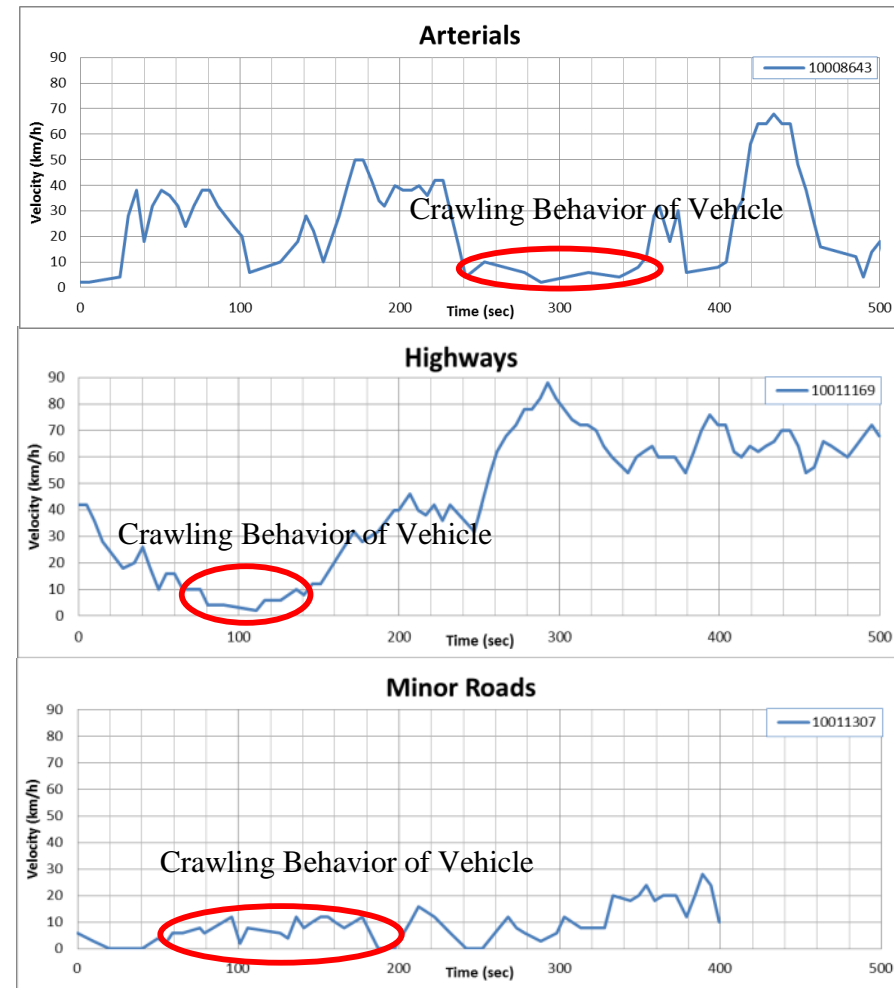 Arterials
10008643
90
80
70
60
50
40
30
20
10
0
Velocity (km/h)
Crawling Behavior of Vehicle
0 100 200 300 400 500
Time (sec)
Highways
10011169
90
80
70
60
50
40
30
20
10
0
Velocity (km/h)
Crawling Behavior of Vehicle
0 100 200 300 400 500
Time (sec)
Minor Roads
10011307
90
80
70
60
50
40
30
20
10
0
Velocity (km/h)
Crawling Behavior of Vehicle
0 100 200 300 400 500
Time (sec)